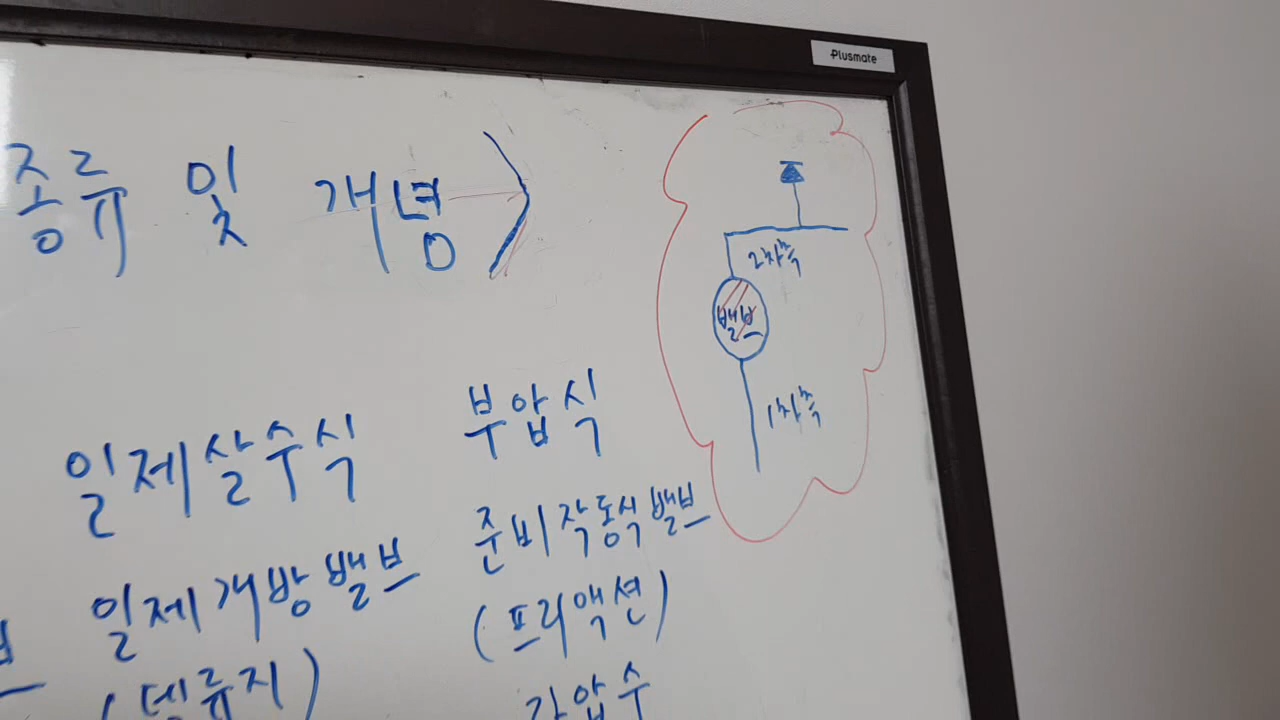 Plusmate
종류 및 개념 〉
2차측
밸브
1차측
일제살수식 부압식
일제개방밸브 준비작동식밸브
(델류지) (프리액션)
가압수